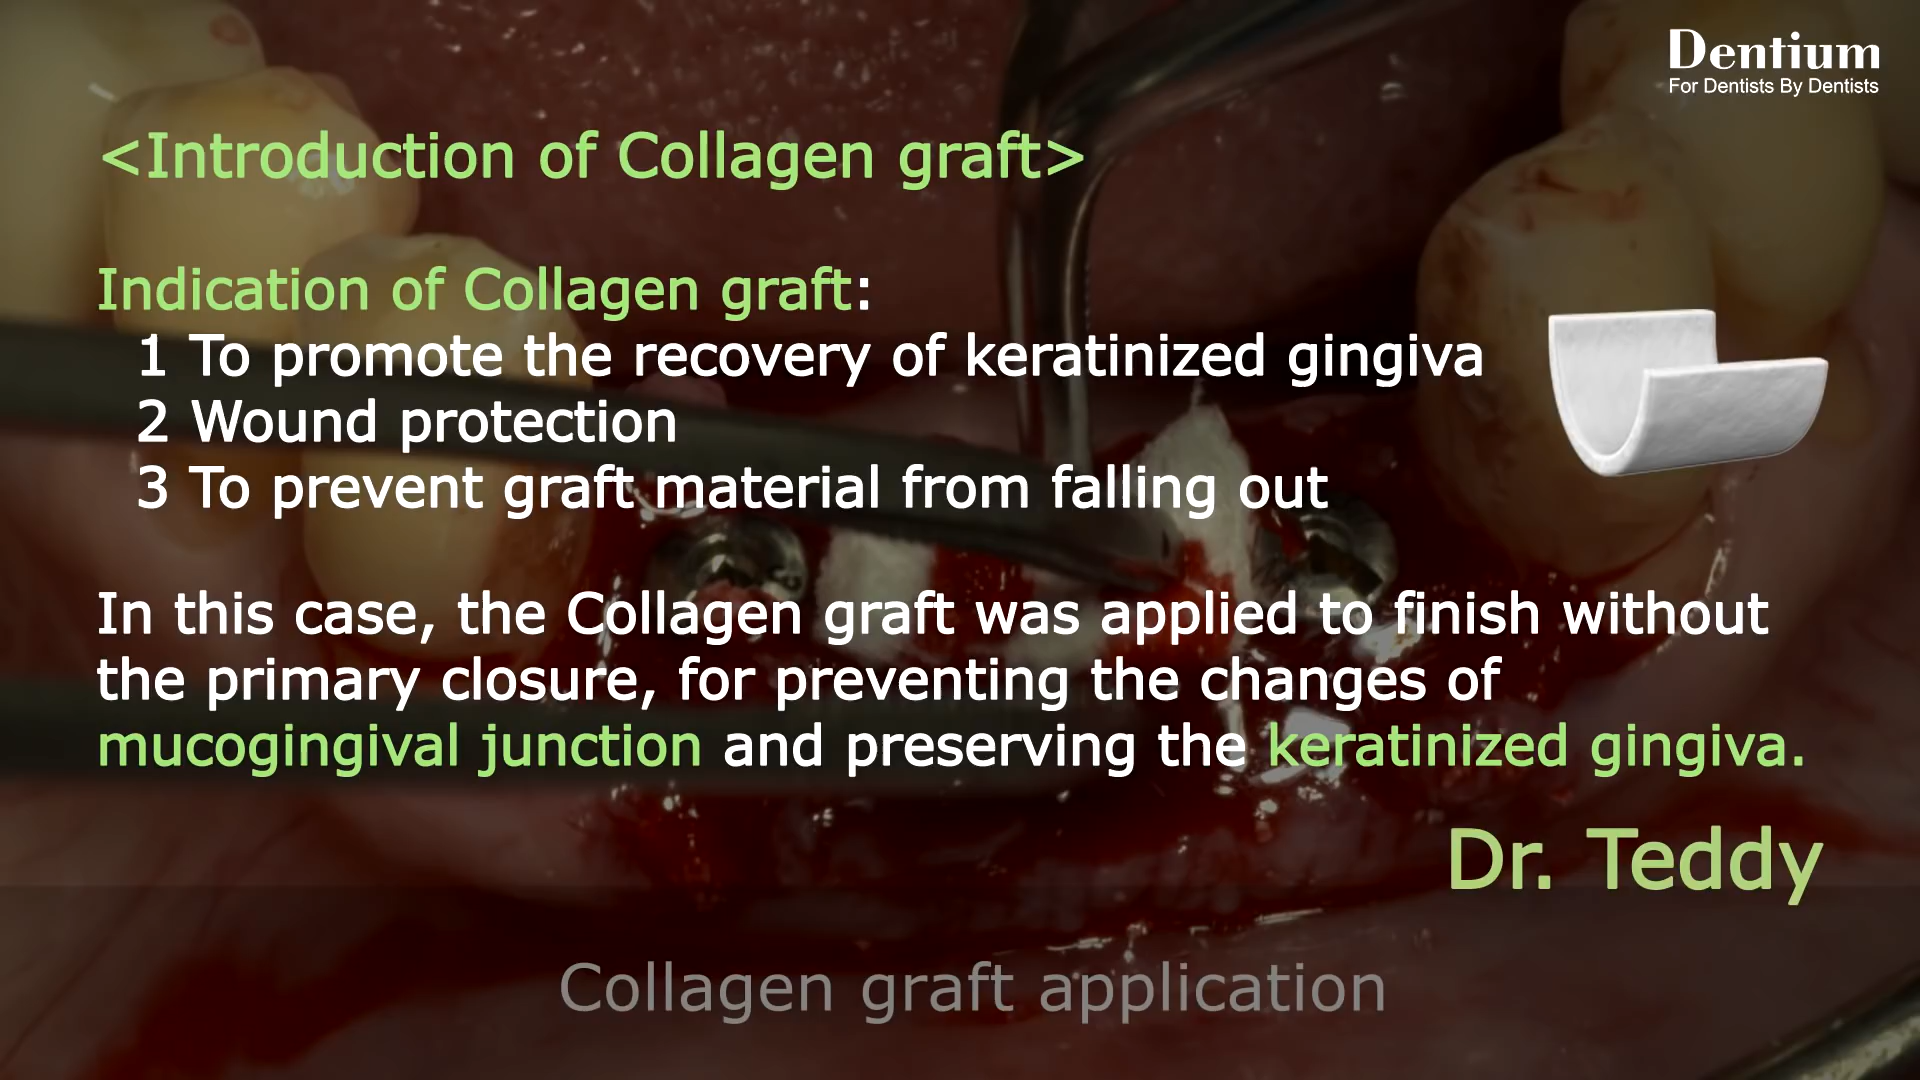 Dentium
For Dentists By Dentists
<Introduction of Collagen graft>
Indication of Collagen graft:
1 To promote the recovery of keratinized gingiva
2 Wound protection
3 To prevent graft material from falling out
In this case, the Collagen graft was applied to finish without
the primary closure, for preventing the changes of
mucogingival junction and preserving the keratinized gingiva.
Dr. Teddy
Collagen graft application